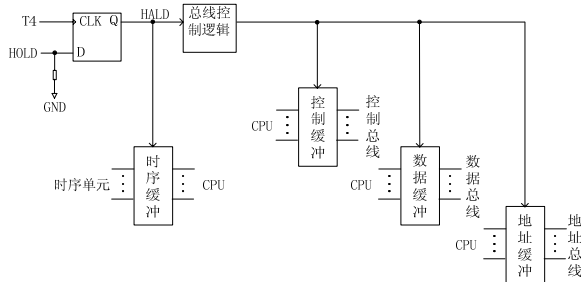 T4
CLK
Q
HALD
总线控
制逻辑
HOLD
D
GND
CPU
控制缓冲
控制总线
时序单元
时序缓冲
CPU
CPU
数据缓冲
数据总线
CPU
地址缓冲
地址总线